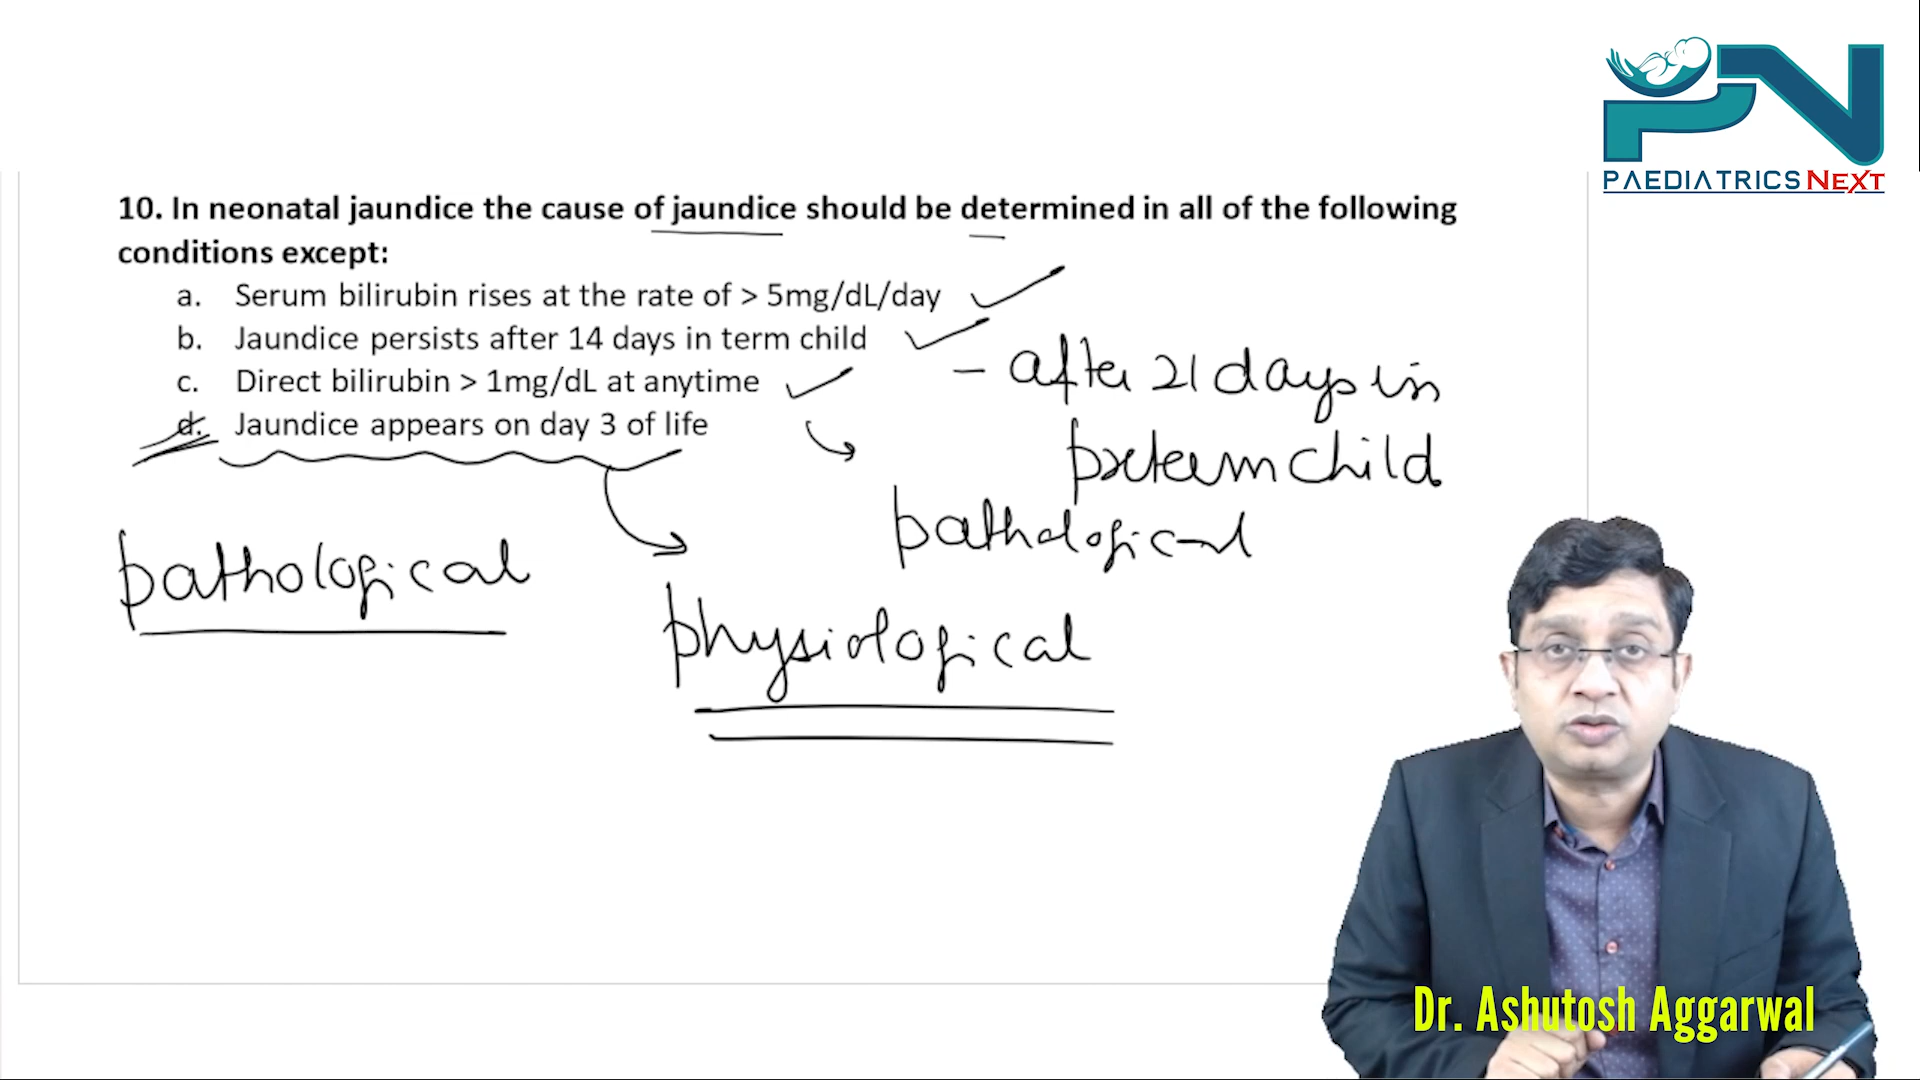 PN
PAEDIATRICS NEXT
10. In neonatal jaundice the cause of jaundice should be determined in all of the following
conditions except:
a. Serum bilirubin rises at the rate of > 5mg/dL/day
b. Jaundice persists after 14 days in term child
c. Direct bilirubin > 1mg/dL at anytime
d. Jaundice appears on day 3 of life
- after 21 days in
preterm child
pathological
pathological
physiological
Dr. Ashutosh Aggarwal